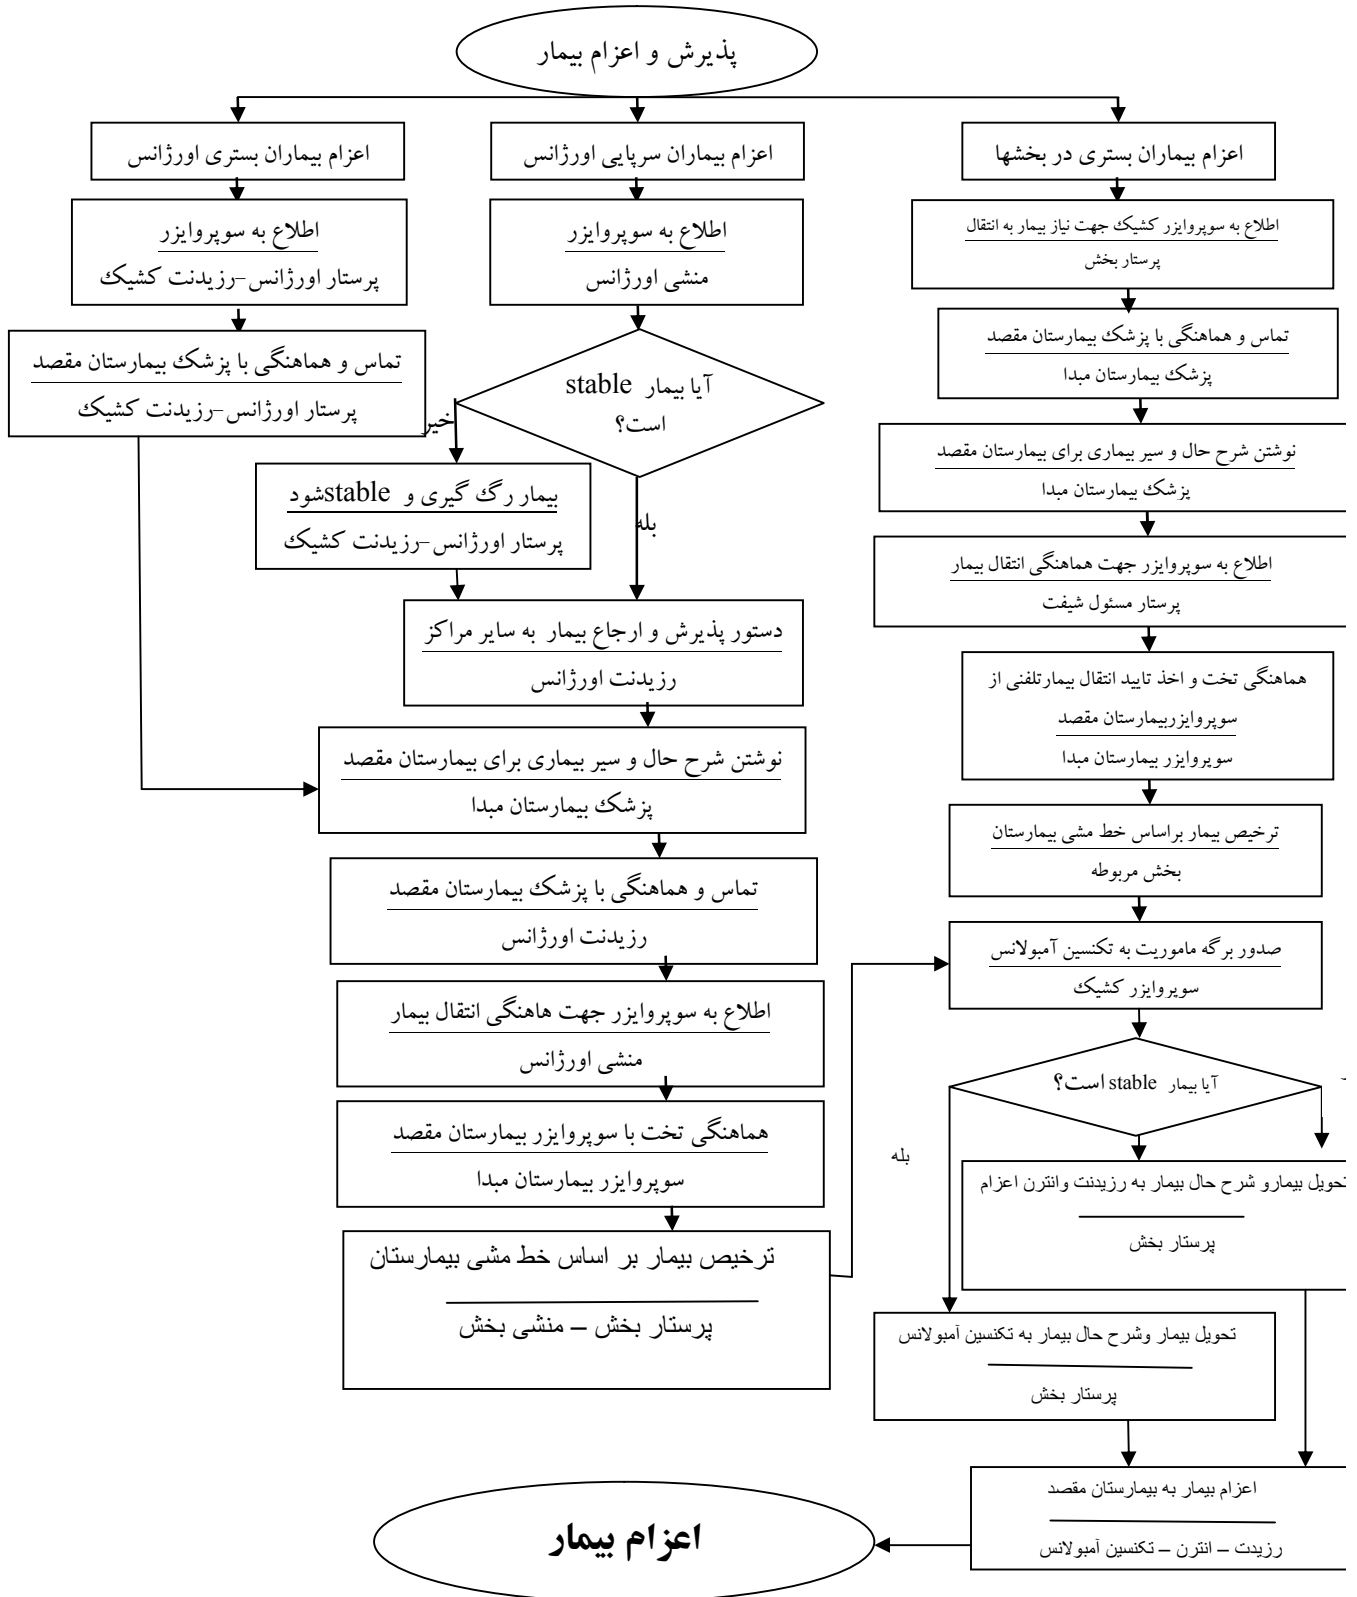 پذیرش و اعزام بیمار
اعزام بیماران بستری در بخشها
اطلاع به سوپروایزر کشیک جهت نیاز بیمار به انتقال
پرستار بخش
تماس و هماهنگی با پزشک بیمارستان مقصد
پزشک بیمارستان مبدا
نوشتن شرح حال و سیر بیماری برای بیمارستان مقصد
پزشک بیمارستان مبدا
اطلاع به سوپروایزر جهت هماهنگی انتقال بیمار
پرستار مسئول شیفت
هماهنگی تخت و اخذ تایید انتقال بیمارتلفنی از
سوپروایزربیمارستان مقصد
سوپروایزر بیمارستان مبدا
ترخیص بیمار براساس خط مشی بیمارستان
بخش مربوطه
صدور برگه ماموریت به تکنسین آمبولانس
سوپروایزر کشیک
آیا بیمار stable است؟
بله
تحویل بیمارو شرح حال بیمار به رزیدنت وانترن اعزام
پرستار بخش
تحویل بیمار وشرح حال بیمار به تکنسین آمبولانس
پرستار بخش
اعزام بیمار به بیمارستان مقصد
رزیدت – انترن – تکنسین آمبولانس
اعزام بیماران سرپایی اورژانس
اطلاع به سوپروایزر
منشی اورژانس
آیا بیمار stable
است؟
خیر
بله
بیمار رگ گیری و stableشود
پرستار اورژانس-رزیدنت کشیک
دستور پذیرش و ارجاع بیمار به سایر مراکز
رزیدنت اورژانس
نوشتن شرح حال و سیر بیماری برای بیمارستان مقصد
پزشک بیمارستان مبدا
تماس و هماهنگی با پزشک بیمارستان مقصد
رزیدنت اورژانس
اطلاع به سوپروایزر جهت هاهنگی انتقال بیمار
منشی اورژانس
هماهنگی تخت با سوپروایزر بیمارستان مقصد
سوپروایزر بیمارستان مبدا
ترخیص بیمار بر اساس خط مشی بیمارستان
پرستار بخش – منشی بخش
اعزام بیماران بستری اورژانس
اطلاع به سوپروایزر
پرستار اورژانس-رزیدنت کشیک
تماس و هماهنگی با پزشک بیمارستان مقصد
پرستار اورژانس-رزیدنت کشیک
اعزام بیمار